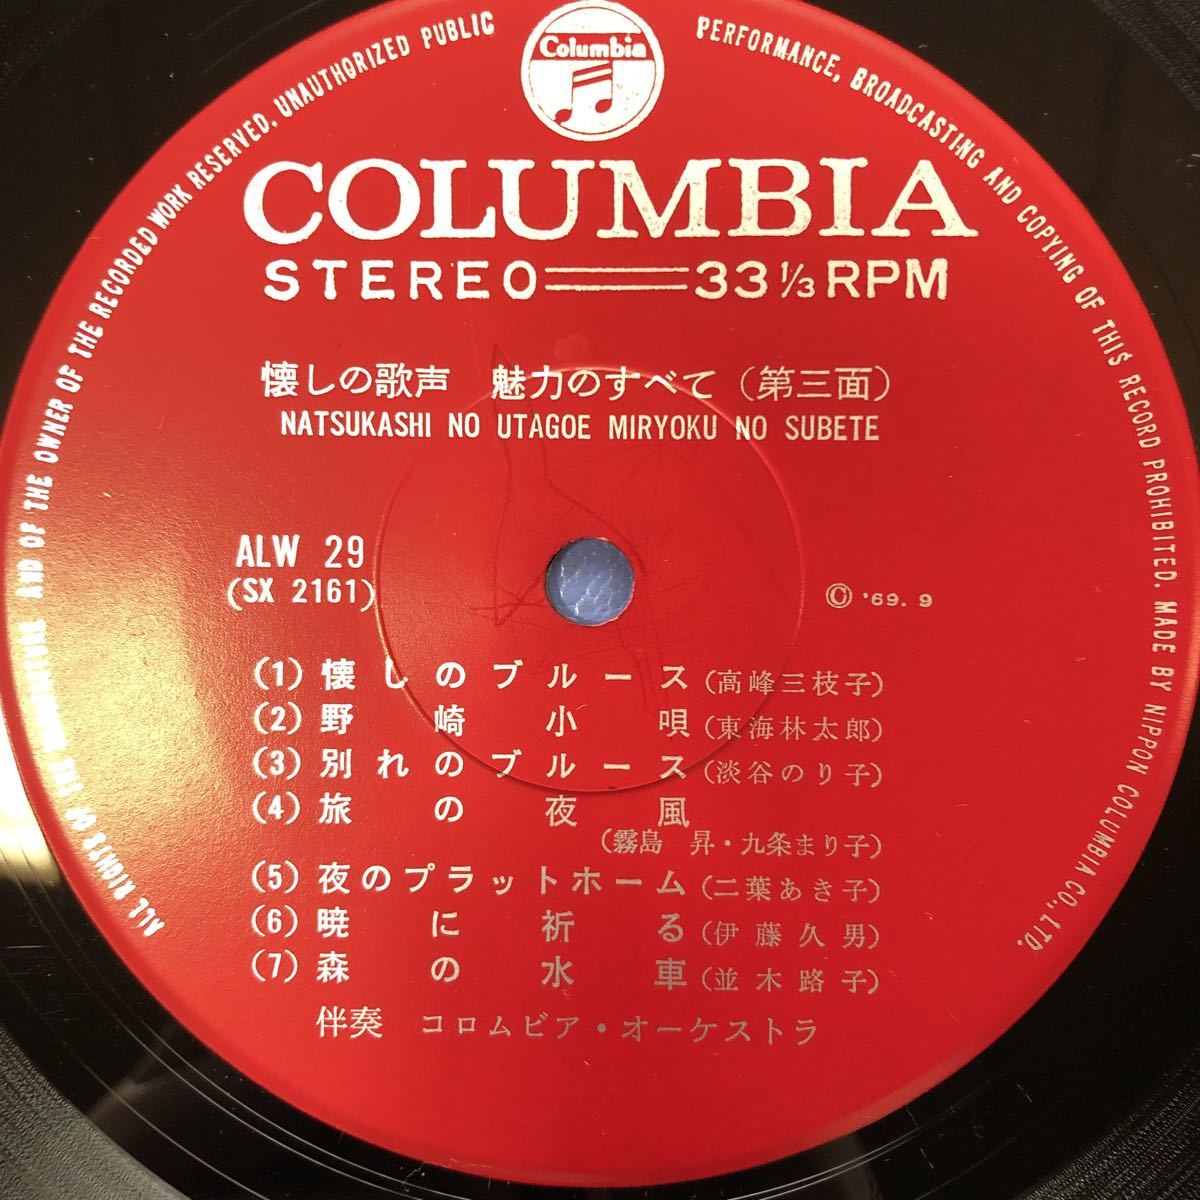 Columbia
COLUMBIA
STEREO 33 1/3 RPM
懐しの歌声 魅力のすべて（第三面）
NATSUKASHI NO UTAGOE MIRYOKU NO SUBETE
ALW 29
(SX 2161)
© '69. 9
(1) 懐しのブルース (高峰三枝子)
(2) 野崎小唄 (東海林太郎)
(3) 別れのブルース (淡谷のり子)
(4) 旅の夜風
(霧島 昇・九条まり子)
(5) 夜のプラットホーム (二葉あき子)
(6) 暁に祈る (伊藤久男)
(7) 森の水車 (並木路子)
伴奏 コロムビア・オーケストラ
ALL RIGHTS OF THE MANUFACTURER AND OF THE OWNER OF THE RECORDED WORK RESERVED. UNAUTHORIZED PUBLIC PERFORMANCE, BROADCASTING AND COPYING OF THIS RECORD PROHIBITED. MADE BY NIPPON COLUMBIA CO., LTD.